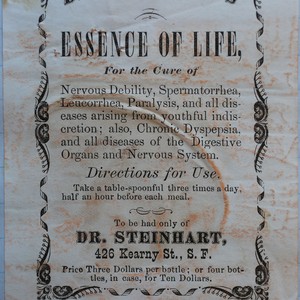 ESSENCE OF LIFE,
For the Cure of
Nervous Debility, Spermatorrhea,
Leucorrhea, Paralysis, and all dis-
eases arising from youthful indis-
cretion; also, Chronic Dyspepsia,
and all diseases of the Digestive
Organs and Nervous System.
Directions for Use.
Take a table-spoonful three times a day,
half an hour before each meal.
To be had only of
DR. STEINHART,
426 Kearny St., S. F.
Price Three Dollars per bottle; or four bot-
tles, in case, for Ten Dollars.